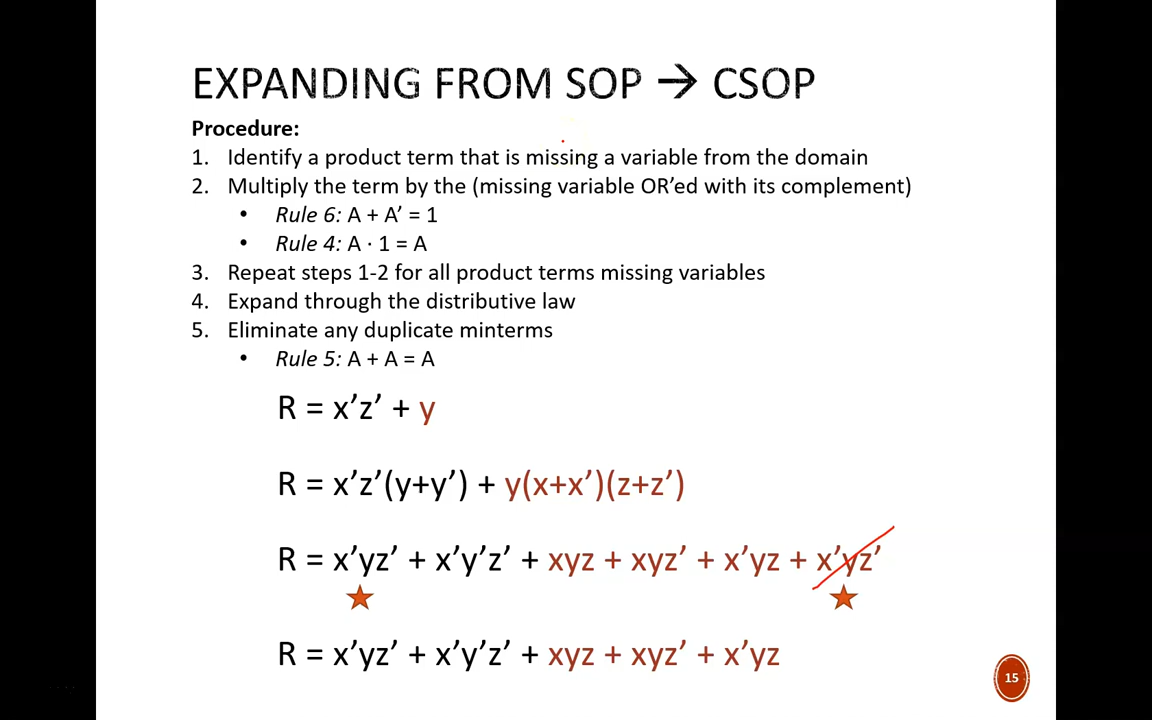 EXPANDING FROM SOP → CSOP
Procedure:
1. Identify a product term that is missing a variable from the domain
2. Multiply the term by the (missing variable OR’ed with its complement)
• Rule 6: A + A’ = 1
• Rule 4: A · 1 = A
3. Repeat steps 1-2 for all product terms missing variables
4. Expand through the distributive law
5. Eliminate any duplicate minterms
• Rule 5: A + A = A
R = x’z’ + y
R = x’z’(y+y’) + y(x+x’)(z+z’)
R = x’yz’ + x’y’z’ + xyz + xyz’ + x’yz + x’yz’
R = x’yz’ + x’y’z’ + xyz + xyz’ + x’yz
15